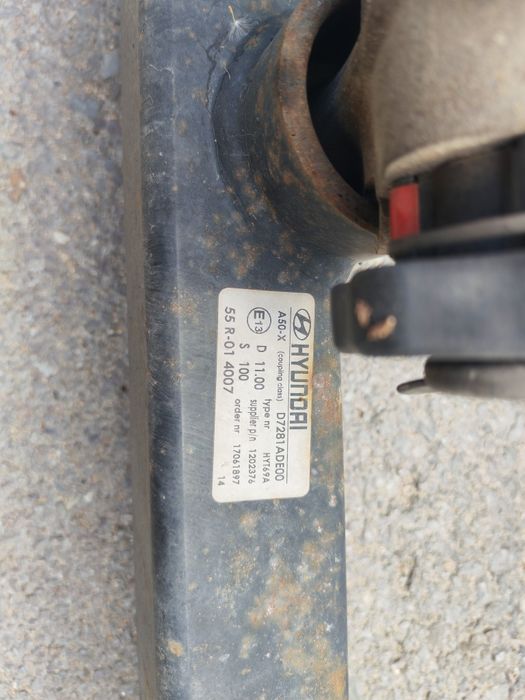 HYUNDAI
A50-X (coupling class) D7281ADE00
E13 D 11.00 type nr HYT69A
S 100 supplier p/n 1202376
55 R-01 4007 order nr 17061897
14